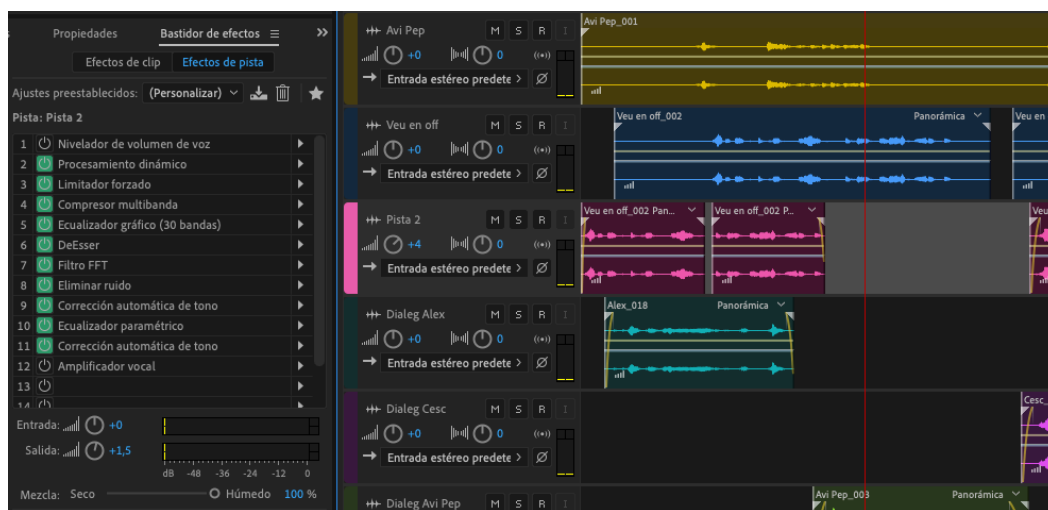 Propiedades Bastidor de efectos
Efectos de clip Efectos de pista
Ajustes preestablecidos: (Personalizar)
Pista: Pista 2
1 Nivelador de volumen de voz
2 Procesamiento dinámico
3 Limitador forzado
4 Compresor multibanda
5 Ecualizador gráfico (30 bandas)
6 DeEsser
7 Filtro FFT
8 Eliminar ruido
9 Corrección automática de tono
10 Ecualizador paramétrico
11 Corrección automática de tono
12 Amplificador vocal
13
14
Entrada: +0
Salida: +1,5
dB -48 -36 -24 -12 0
Mezcla: Seco Húmedo 100 %
Avi Pep M S R I
+0 0
Entrada estéreo predete >
Avi Pep_001
Veu en off M S R I
+0 0
Entrada estéreo predete >
Veu en off_002 Panorámica
Veu en
Pista 2 M S R I
+4 0
Entrada estéreo predete >
Veu en off_002 Pan...
Veu en off_002 P...
Veu
Dialeg Alex M S R I
+0 0
Entrada estéreo predete >
Alex_018 Panorámica
Dialeg Cesc M S R I
+0 0
Entrada estéreo predete >
Cesc_
Dialeg Avi Pep M S R I
Avi Pep_003 Panorámica